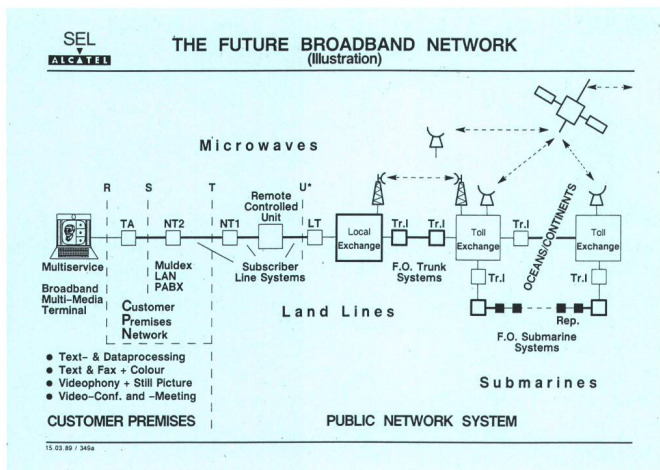 SEL
ALCATEL
THE FUTURE BROADBAND NETWORK
(Illustration)
Microwaves
R S T U*
Remote
Controlled
Unit
TA NT2 NT1 LT
Local
Exchange
Tr.I Tr.I
Toll
Exchange
Tr.I
OCEANS/CONTINENTS
Toll
Exchange
Multiservice
Broadband
Multi-Media
Terminal
Muldex
LAN
PABX
Subscriber
Line Systems
F.O. Trunk
Systems
Tr.I Tr.I
Customer
Premises
Network
Land Lines
Rep.
F.O. Submarine
Systems
• Text- & Dataprocessing
• Text & Fax + Colour
• Videophony + Still Picture
• Video-Conf. and -Meeting
Submarines
CUSTOMER PREMISES
PUBLIC NETWORK SYSTEM
15.03.89 / 349a